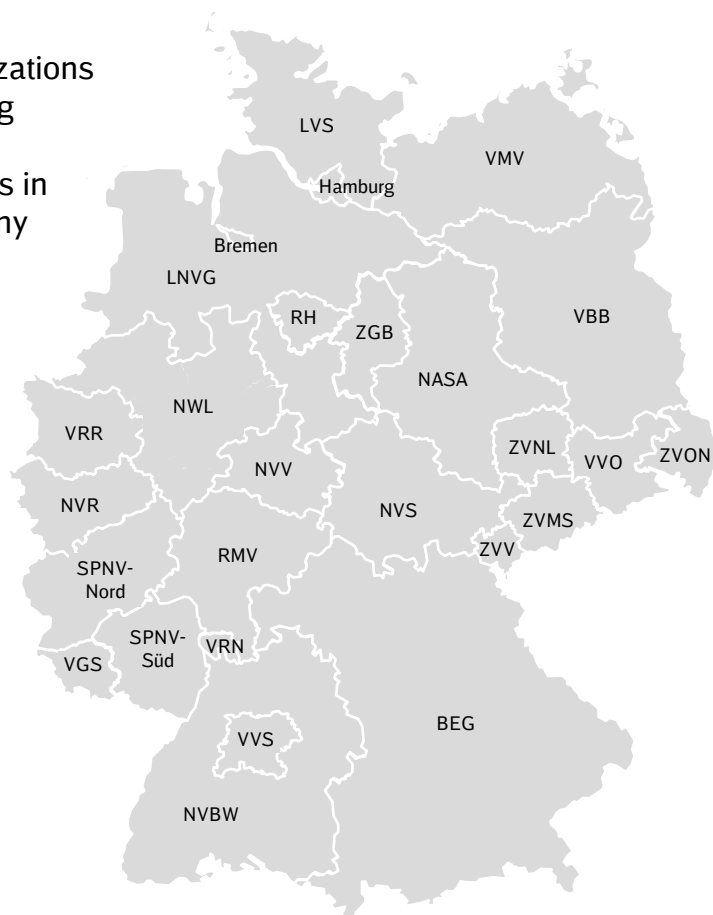 zations
g
s in
ny
LVS
VMV
Hamburg
Bremen
LNVG
RH
ZGB
VBB
NASA
NWL
VRR
ZVNL
VVO
ZVON
NVV
NVR
NVS
ZVMS
RMV
ZVV
SPNV-
Nord
SPNV-
Süd
VRN
VGS
BEG
VVS
NVBW